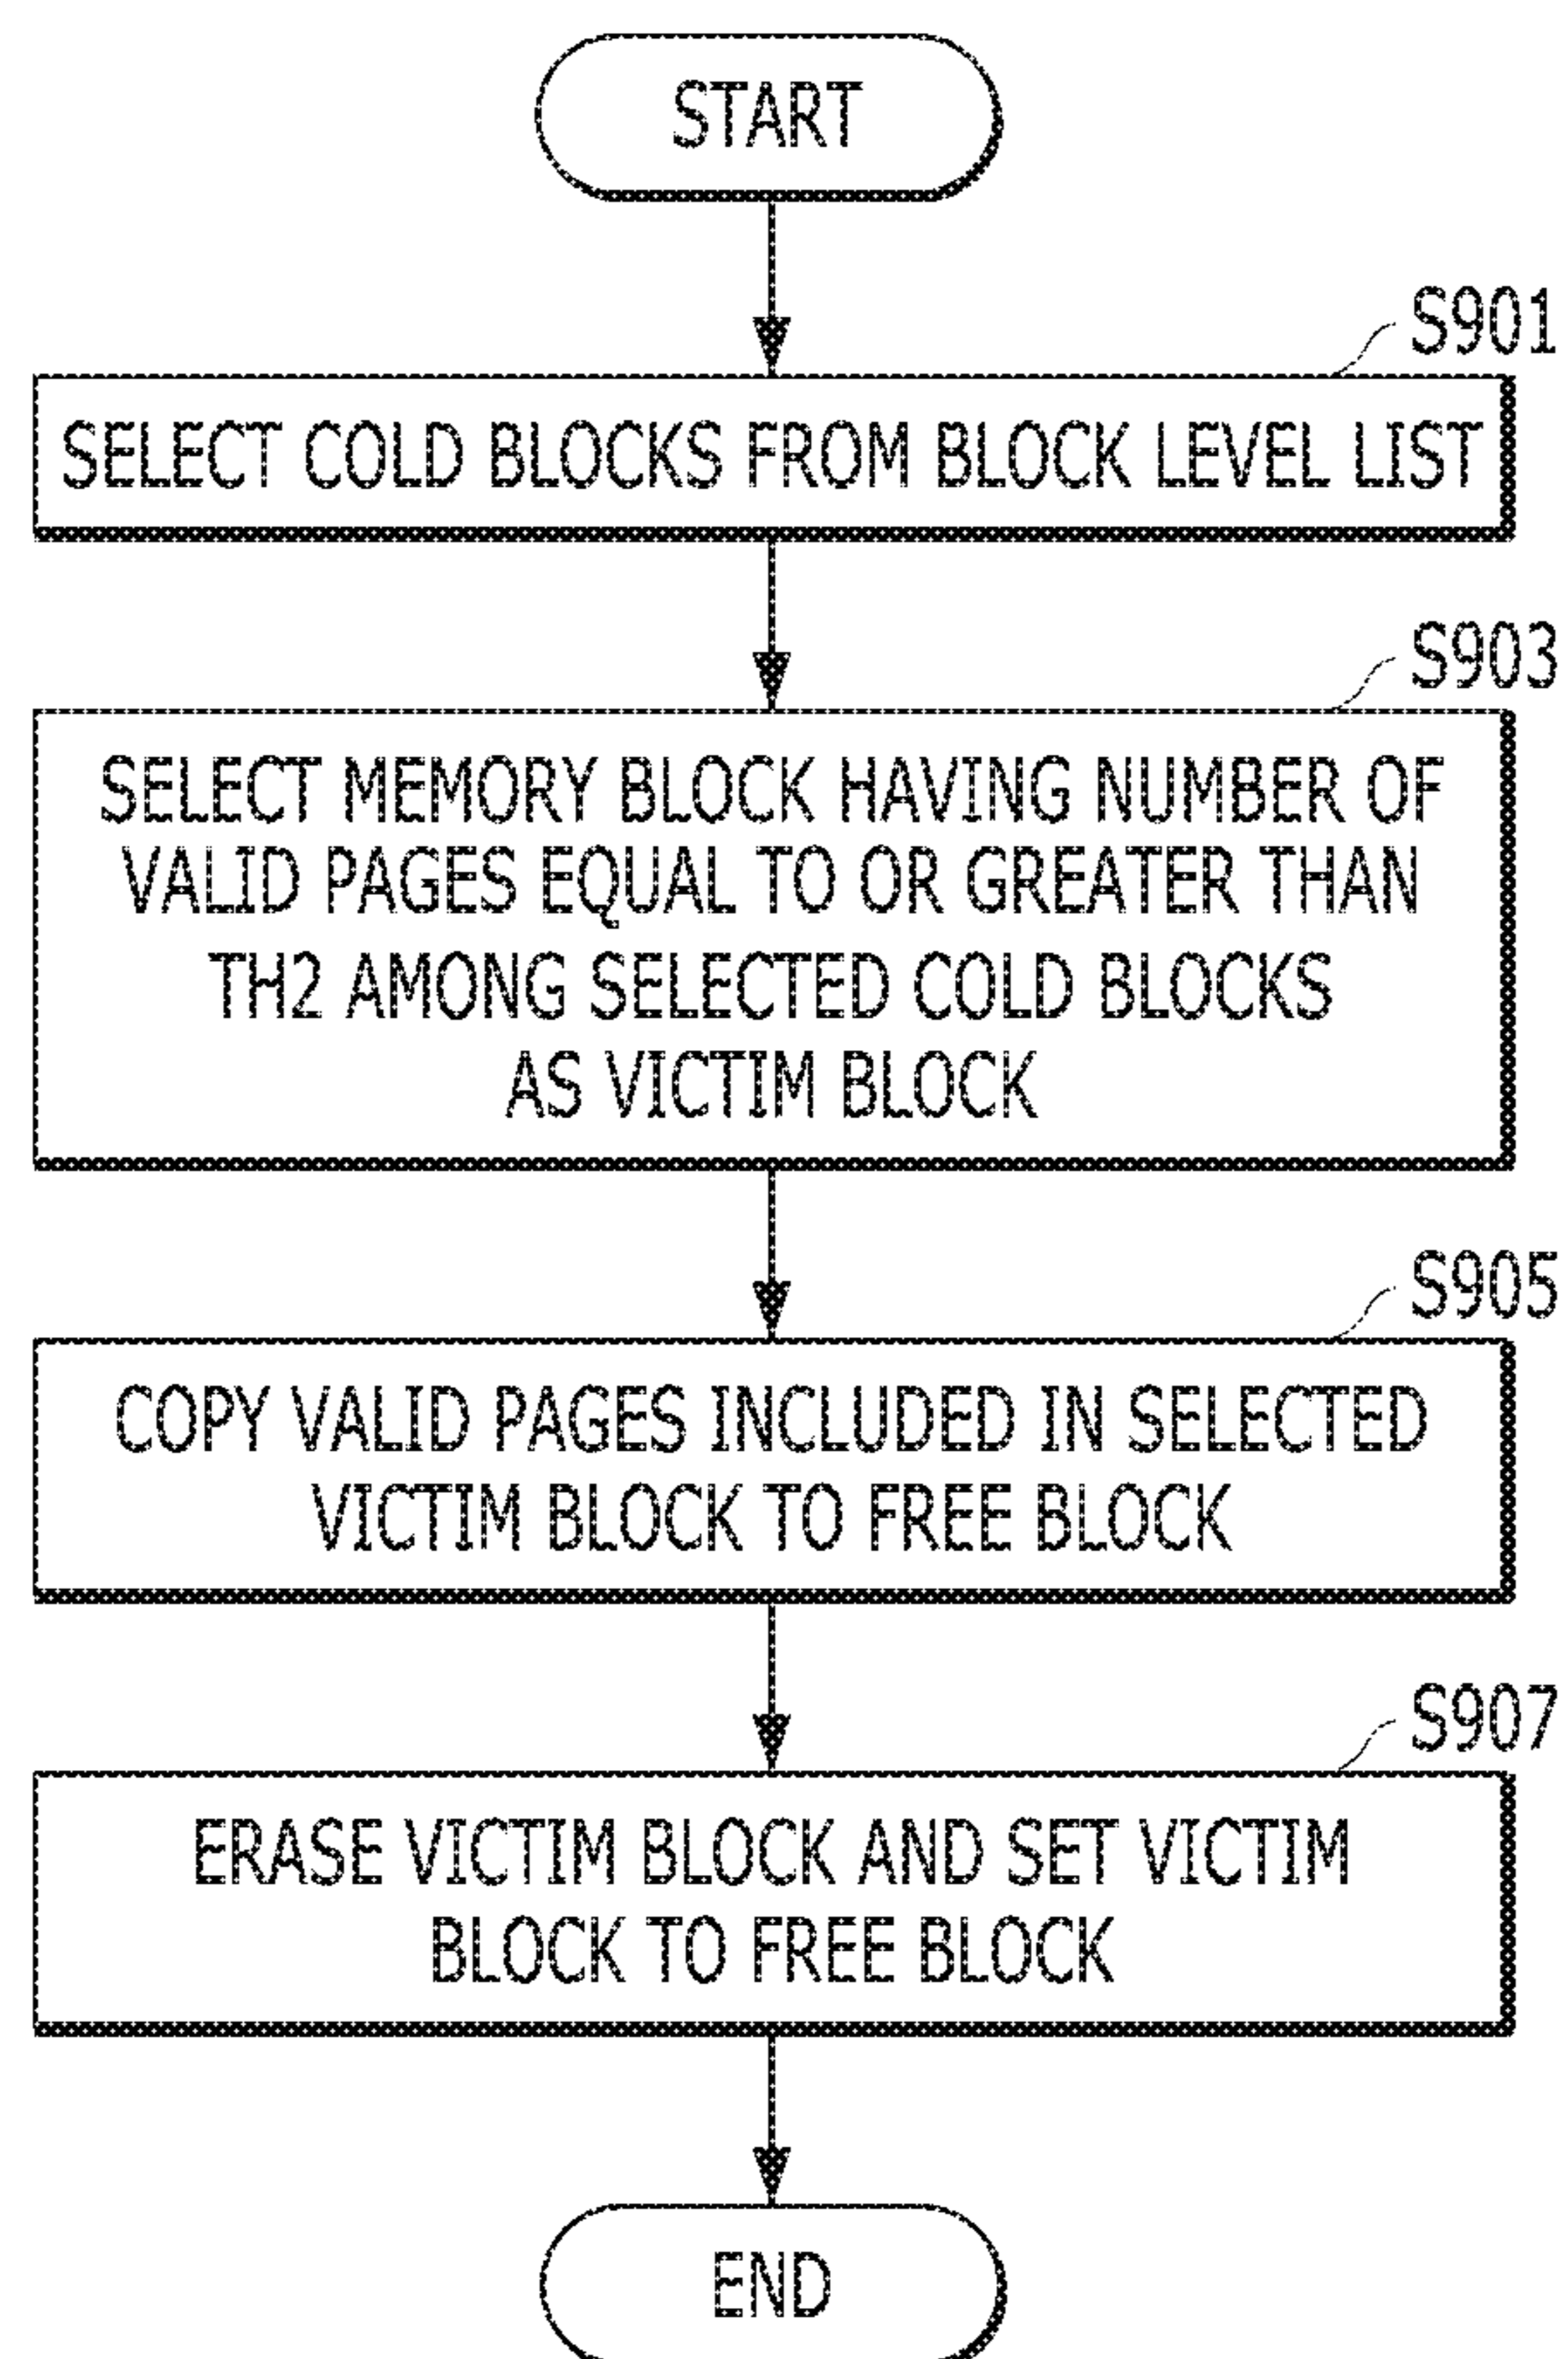 START
S901
SELECT COLD BLOCKS FROM BLOCK LEVEL LIST
S903
SELECT MEMORY BLOCK HAVING NUMBER OF
VALID PAGES EQUAL TO OR GREATER THAN
TH2 AMONG SELECTED COLD BLOCKS
AS VICTIM BLOCK
S905
COPY VALID PAGES INCLUDED IN SELECTED
VICTIM BLOCK TO FREE BLOCK
S907
ERASE VICTIM BLOCK AND SET VICTIM
BLOCK TO FREE BLOCK
END